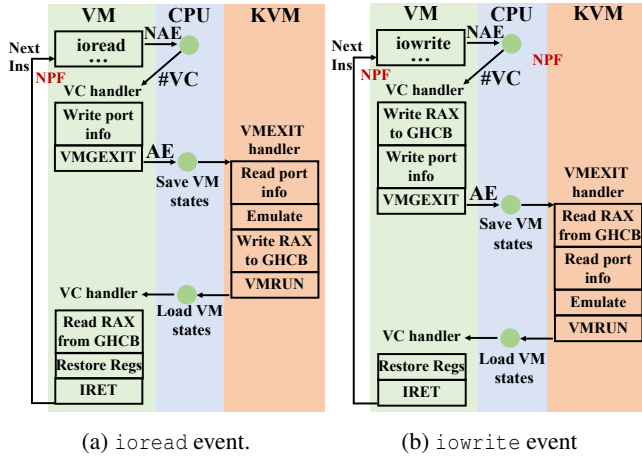 VM CPU KVM
Next
Ins
ioread
...
NAE
NPF
#VC
VC handler
Write port
info
VMGEXIT
AE
Save VM
states
VMEXIT
handler
Read port
info
Emulate
Write RAX
to GHCB
VMRUN
VC handler
Load VM
states
Read RAX
from GHCB
Restore Regs
IRET
(a) ioread event.
VM CPU KVM
Next
Ins
iowrite
...
NAE
NPF
NPF
#VC
VC handler
Write RAX
to GHCB
Write port
info
VMGEXIT
AE
Save VM
states
VMEXIT
handler
Read RAX
from GHCB
Read port
info
Emulate
VMRUN
VC handler
Load VM
states
Restore Regs
IRET
(b) iowrite event